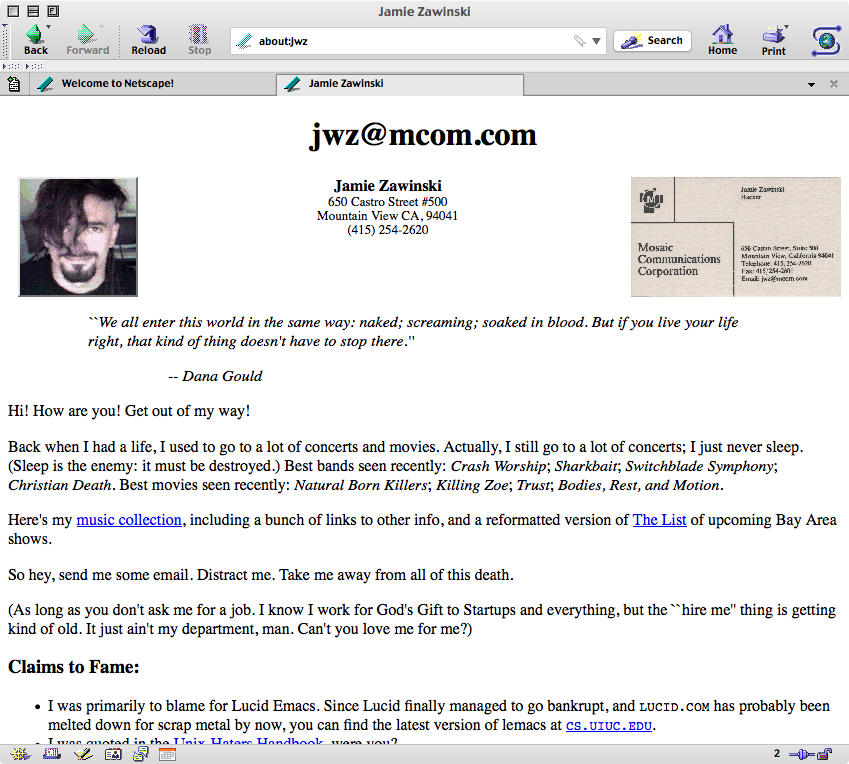 Jamie Zawinski
Back
Forward
Reload
Stop
about:jwz
Search
Home
Print
Welcome to Netscape!
Jamie Zawinski
jwz@mcom.com
Jamie Zawinski
650 Castro Street #500
Mountain View CA, 94041
(415) 254-2620
M
Jamie Zawinski
Hacker
Mosaic
Communications
Corporation
650 Castro Street, Suite 500
Mountain View, California 94041
Telephone: 415/254-2620
Fax: 415/254-2601
Email: jwz@mcom.com
``We all enter this world in the same way: naked; screaming; soaked in blood. But if you live your life
right, that kind of thing doesn't have to stop there.''
-- Dana Gould
Hi! How are you! Get out of my way!
Back when I had a life, I used to go to a lot of concerts and movies. Actually, I still go to a lot of concerts; I just never sleep.
(Sleep is the enemy: it must be destroyed.) Best bands seen recently: Crash Worship; Sharkbait; Switchblade Symphony;
Christian Death. Best movies seen recently: Natural Born Killers; Killing Zoe; Trust; Bodies, Rest, and Motion.
Here's my music collection, including a bunch of links to other info, and a reformatted version of The List of upcoming Bay Area
shows.
So hey, send me some email. Distract me. Take me away from all of this death.
(As long as you don't ask me for a job. I know I work for God's Gift to Startups and everything, but the ``hire me'' thing is getting
kind of old. It just ain't my department, man. Can't you love me for me?)
Claims to Fame:
• I was primarily to blame for Lucid Emacs. Since Lucid finally managed to go bankrupt, and LUCID.COM has probably been
melted down for scrap metal by now, you can find the latest version of lemacs at CS.UIUC.EDU.
• I was quoted in the Unix-Haters Handbook, were you?
2